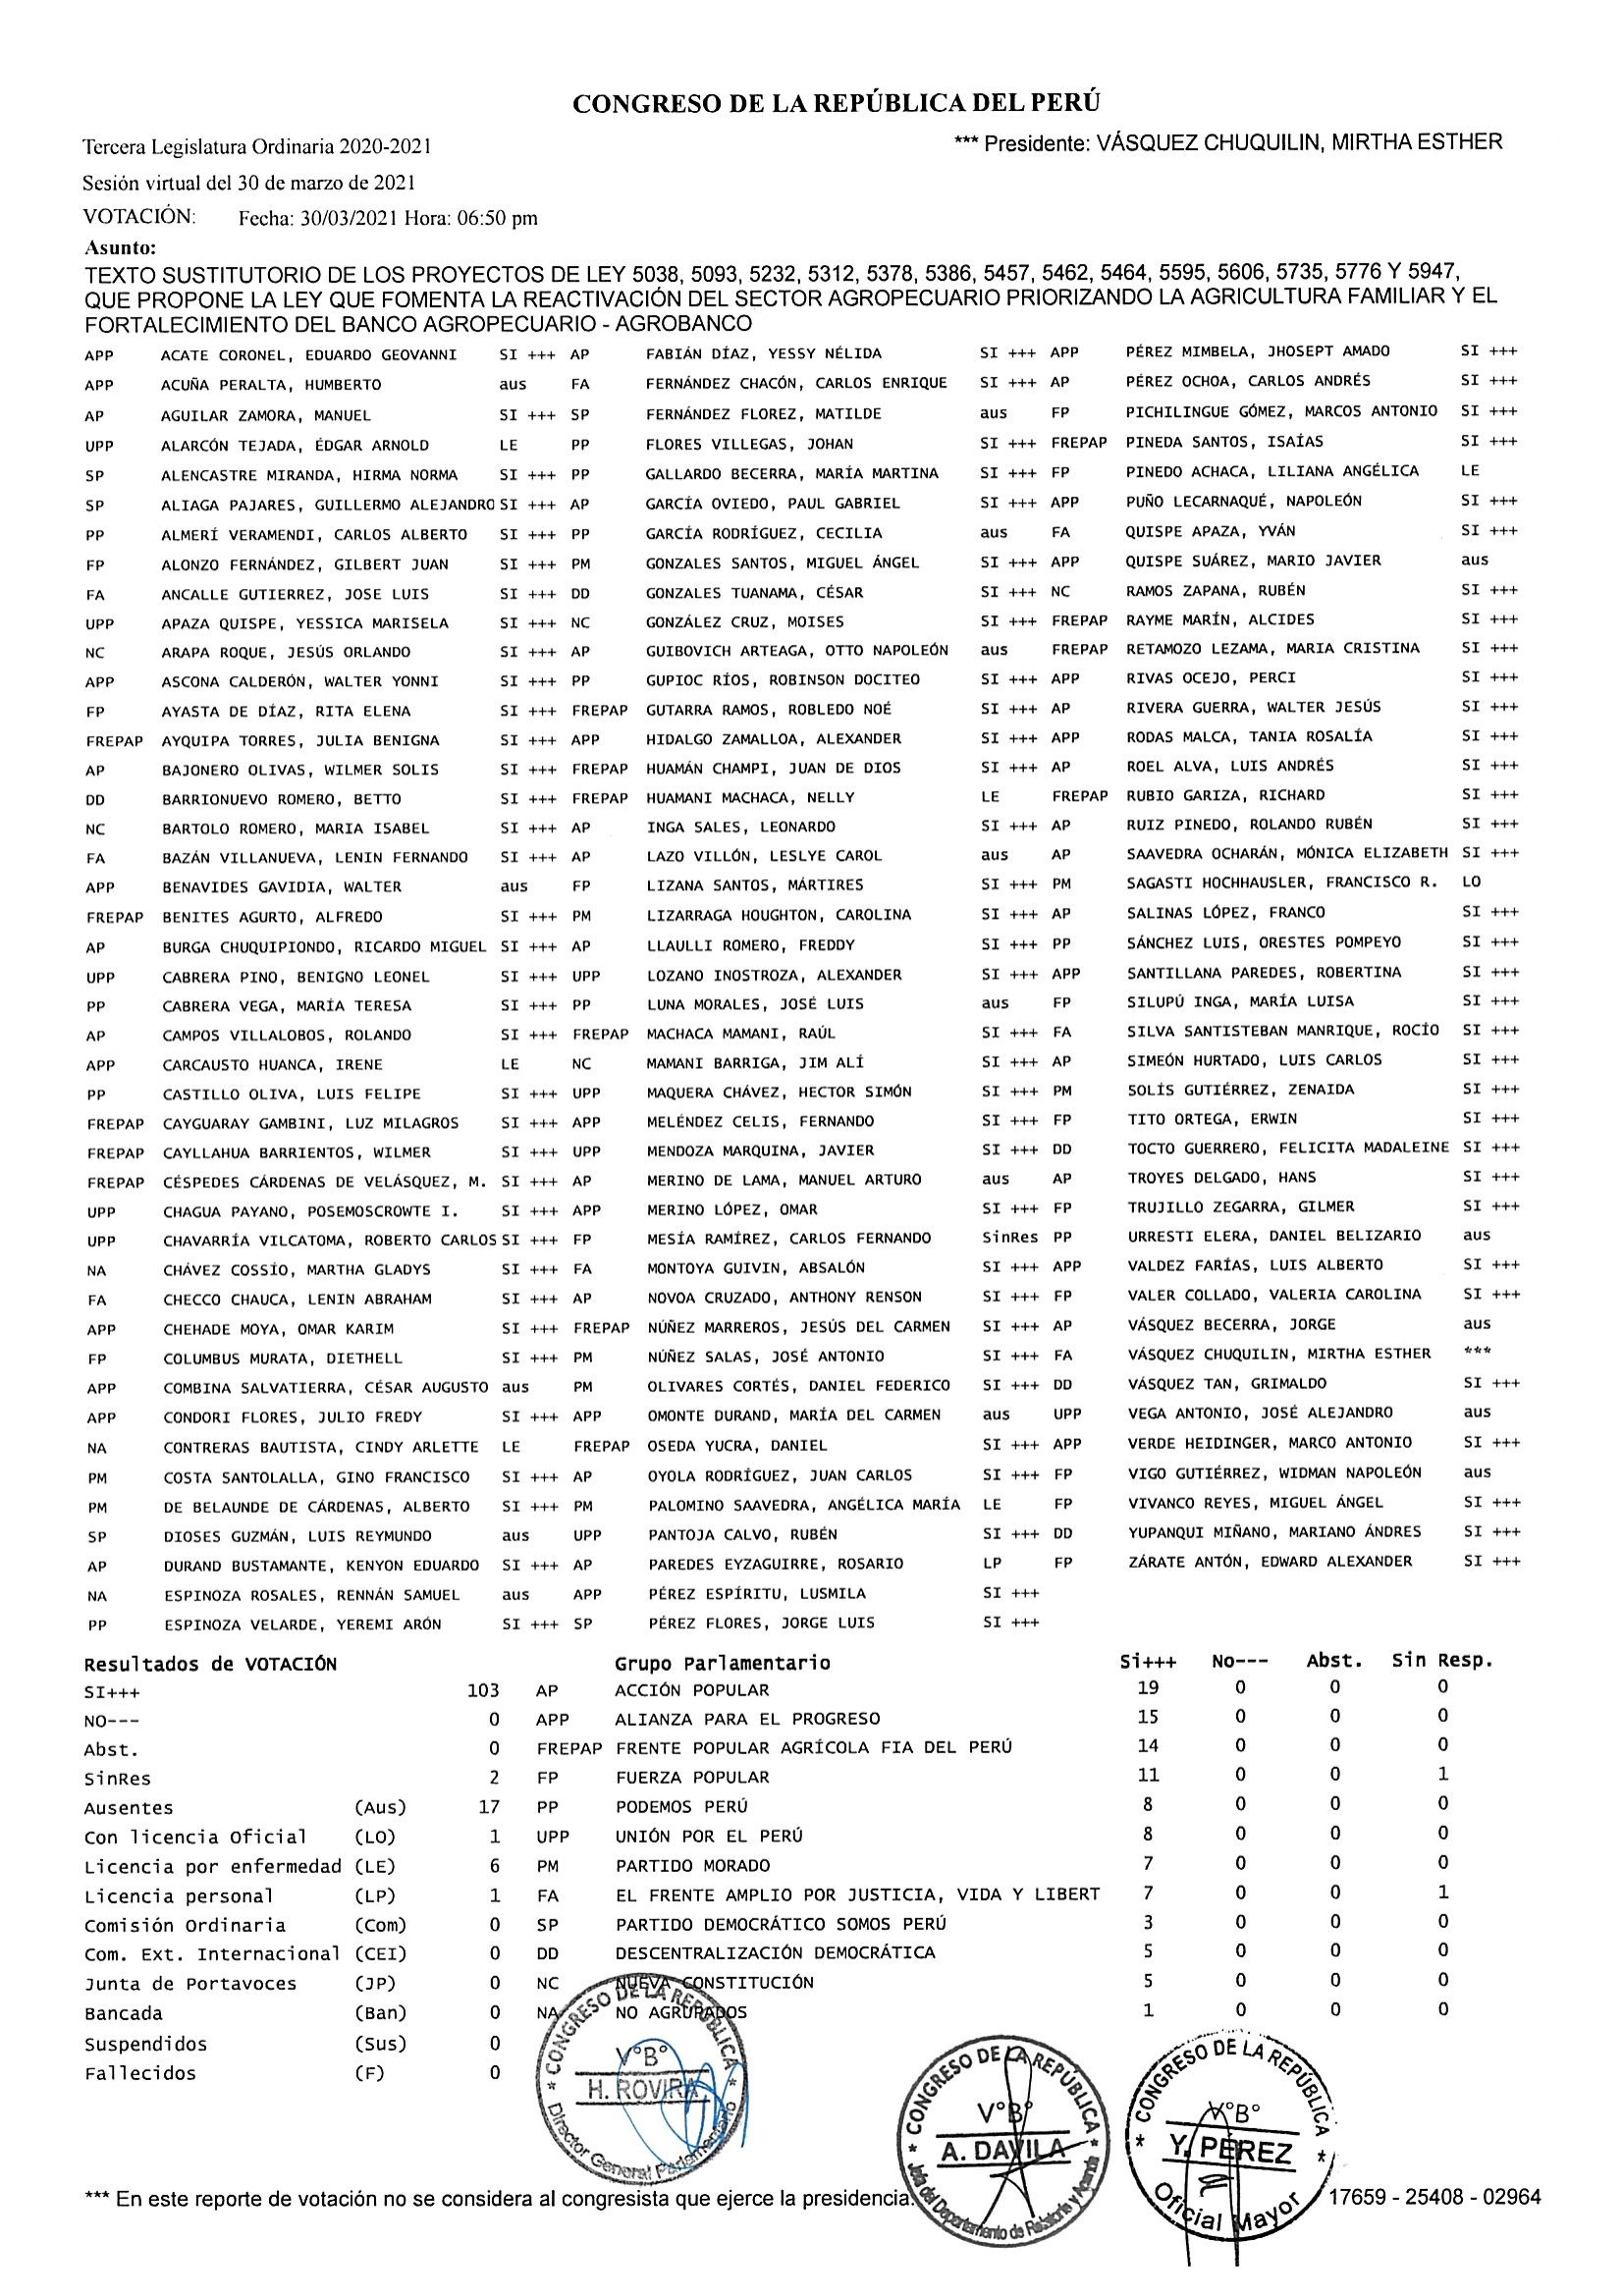 CONGRESO DE LA REPÚBLICA DEL PERÚ
Tercera Legislatura Ordinaria 2020-2021 *** Presidente: VÁSQUEZ CHUQUILIN, MIRTHA ESTHER
Sesión virtual del 30 de marzo de 2021
VOTACIÓN: Fecha: 30/03/2021 Hora: 06:50 pm
Asunto:
TEXTO SUSTITUTORIO DE LOS PROYECTOS DE LEY 5038, 5093, 5232, 5312, 5378, 5386, 5457, 5462, 5464, 5595, 5606, 5735, 5776 Y 5947,
QUE PROPONE LA LEY QUE FOMENTA LA REACTIVACIÓN DEL SECTOR AGROPECUARIO PRIORIZANDO LA AGRICULTURA FAMILIAR Y EL
FORTALECIMIENTO DEL BANCO AGROPECUARIO - AGROBANCO
APP ACATE CORONEL, EDUARDO GEOVANNI SI +++ AP FABIÁN DÍAZ, YESSY NÉLIDA SI +++ APP PÉREZ MIMBELA, JHOSEPT AMADO SI +++
APP ACUÑA PERALTA, HUMBERTO aus FA FERNÁNDEZ CHACÓN, CARLOS ENRIQUE SI +++ AP PÉREZ OCHOA, CARLOS ANDRÉS SI +++
AP AGUILAR ZAMORA, MANUEL SI +++ SP FERNÁNDEZ FLOREZ, MATILDE aus FP PICHILINGUE GÓMEZ, MARCOS ANTONIO SI +++
UPP ALARCÓN TEJADA, ÉDGAR ARNOLD LE PP FLORES VILLEGAS, JOHAN SI +++ FREPAP PINEDA SANTOS, ISAÍAS SI +++
SP ALENCASTRE MIRANDA, HIRMA NORMA SI +++ PP GALLARDO BECERRA, MARÍA MARTINA SI +++ FP PINEDO ACHACA, LILIANA ANGÉLICA LE
SP ALIAGA PAJARES, GUILLERMO ALEJANDRO SI +++ AP GARCÍA OVIEDO, PAUL GABRIEL SI +++ APP PUÑO LECARNAQUÉ, NAPOLEÓN SI +++
PP ALMERÍ VERAMENDI, CARLOS ALBERTO SI +++ PP GARCÍA RODRÍGUEZ, CECILIA aus FA QUISPE APAZA, YVÁN SI +++
FP ALONZO FERNÁNDEZ, GILBERT JUAN SI +++ PM GONZALES SANTOS, MIGUEL ÁNGEL SI +++ APP QUISPE SUÁREZ, MARIO JAVIER aus
FA ANCALLE GUTIERREZ, JOSE LUIS SI +++ DD GONZALES TUANAMA, CÉSAR SI +++ NC RAMOS ZAPANA, RUBÉN SI +++
UPP APAZA QUISPE, YESSICA MARISELA SI +++ NC GONZÁLEZ CRUZ, MOISES SI +++ FREPAP RAYME MARÍN, ALCIDES SI +++
NC ARAPA ROQUE, JESÚS ORLANDO SI +++ AP GUIBOVICH ARTEAGA, OTTO NAPOLEÓN aus FREPAP RETAMOZO LEZAMA, MARIA CRISTINA SI +++
APP ASCONA CALDERÓN, WALTER YONNI SI +++ PP GUPIOC RÍOS, ROBINSON DOCITEO SI +++ APP RIVAS OCEJO, PERCI SI +++
FP AYASTA DE DÍAZ, RITA ELENA SI +++ FREPAP GUTARRA RAMOS, ROBLEDO NOÉ SI +++ AP RIVERA GUERRA, WALTER JESÚS SI +++
FREPAP AYQUIPA TORRES, JULIA BENIGNA SI +++ APP HIDALGO ZAMALLOA, ALEXANDER SI +++ APP RODAS MALCA, TANIA ROSALÍA SI +++
AP BAJONERO OLIVAS, WILMER SOLIS SI +++ FREPAP HUAMÁN CHAMPI, JUAN DE DIOS SI +++ AP ROEL ALVA, LUIS ANDRÉS SI +++
DD BARRIONUEVO ROMERO, BETTO SI +++ FREPAP HUAMANI MACHACA, NELLY LE FREPAP RUBIO GARIZA, RICHARD SI +++
NC BARTOLO ROMERO, MARIA ISABEL SI +++ AP INGA SALES, LEONARDO SI +++ AP RUIZ PINEDO, ROLANDO RUBÉN SI +++
FA BAZÁN VILLANUEVA, LENIN FERNANDO SI +++ AP LAZO VILLÓN, LESLYE CAROL aus AP SAAVEDRA OCHARÁN, MÓNICA ELIZABETH SI +++
APP BENAVIDES GAVIDIA, WALTER aus FP LIZANA SANTOS, MÁRTIRES SI +++ PM SAGASTI HOCHHAUSLER, FRANCISCO R. LO
FREPAP BENITES AGURTO, ALFREDO SI +++ PM LIZARRAGA HOUGHTON, CAROLINA SI +++ AP SALINAS LÓPEZ, FRANCO SI +++
AP BURGA CHUQUIPIONDO, RICARDO MIGUEL SI +++ AP LLAULLI ROMERO, FREDDY SI +++ PP SÁNCHEZ LUIS, ORESTES POMPEYO SI +++
UPP CABRERA PINO, BENIGNO LEONEL SI +++ UPP LOZANO INOSTROZA, ALEXANDER SI +++ APP SANTILLANA PAREDES, ROBERTINA SI +++
PP CABRERA VEGA, MARÍA TERESA SI +++ PP LUNA MORALES, JOSÉ LUIS aus FP SILUPÚ INGA, MARÍA LUISA SI +++
AP CAMPOS VILLALOBOS, ROLANDO SI +++ FREPAP MACHACA MAMANI, RAÚL SI +++ FA SILVA SANTISTEBAN MANRIQUE, ROCÍO SI +++
APP CARCAUSTO HUANCA, IRENE LE NC MAMANI BARRIGA, JIM ALÍ SI +++ AP SIMEÓN HURTADO, LUIS CARLOS SI +++
PP CASTILLO OLIVA, LUIS FELIPE SI +++ UPP MAQUERA CHÁVEZ, HECTOR SIMÓN SI +++ PM SOLÍS GUTIÉRREZ, ZENAIDA SI +++
FREPAP CAYGUARAY GAMBINI, LUZ MILAGROS SI +++ APP MELÉNDEZ CELIS, FERNANDO SI +++ FP TITO ORTEGA, ERWIN SI +++
FREPAP CAYLLAHUA BARRIENTOS, WILMER SI +++ UPP MENDOZA MARQUINA, JAVIER SI +++ DD TOCTO GUERRERO, FELICITA MADALEINE SI +++
FREPAP CÉSPEDES CÁRDENAS DE VELÁSQUEZ, M. SI +++ AP MERINO DE LAMA, MANUEL ARTURO aus AP TROYES DELGADO, HANS SI +++
UPP CHAGUA PAYANO, POSEMOSCROWTE I. SI +++ APP MERINO LÓPEZ, OMAR SI +++ FP TRUJILLO ZEGARRA, GILMER SI +++
UPP CHAVARRÍA VILCATOMA, ROBERTO CARLOS SI +++ FP MESÍA RAMÍREZ, CARLOS FERNANDO SinRes PP URRESTI ELERA, DANIEL BELIZARIO aus
NA CHÁVEZ COSSÍO, MARTHA GLADYS SI +++ FA MONTOYA GUIVIN, ABSALÓN SI +++ APP VALDEZ FARÍAS, LUIS ALBERTO SI +++
FA CHECCO CHAUCA, LENIN ABRAHAM SI +++ AP NOVOA CRUZADO, ANTHONY RENSON SI +++ FP VALER COLLADO, VALERIA CAROLINA SI +++
APP CHEHADE MOYA, OMAR KARIM SI +++ FREPAP NÚÑEZ MARREROS, JESÚS DEL CARMEN SI +++ AP VÁSQUEZ BECERRA, JORGE aus
FP COLUMBUS MURATA, DIETHELL SI +++ PM NÚÑEZ SALAS, JOSÉ ANTONIO SI +++ FA VÁSQUEZ CHUQUILIN, MIRTHA ESTHER ***
APP COMBINA SALVATIERRA, CÉSAR AUGUSTO aus PM OLIVARES CORTÉS, DANIEL FEDERICO SI +++ DD VÁSQUEZ TAN, GRIMALDO SI +++
APP CONDORI FLORES, JULIO FREDY SI +++ APP OMONTE DURAND, MARÍA DEL CARMEN aus UPP VEGA ANTONIO, JOSÉ ALEJANDRO aus
NA CONTRERAS BAUTISTA, CINDY ARLETTE LE FREPAP OSEDA YUCRA, DANIEL SI +++ APP VERDE HEIDINGER, MARCO ANTONIO SI +++
PM COSTA SANTOLALLA, GINO FRANCISCO SI +++ AP OYOLA RODRÍGUEZ, JUAN CARLOS SI +++ FP VIGO GUTIÉRREZ, WIDMAN NAPOLEÓN aus
PM DE BELAUNDE DE CÁRDENAS, ALBERTO SI +++ PM PALOMINO SAAVEDRA, ANGÉLICA MARÍA LE FP VIVANCO REYES, MIGUEL ÁNGEL SI +++
SP DIOSES GUZMÁN, LUIS REYMUNDO aus UPP PANTOJA CALVO, RUBÉN SI +++ DD YUPANQUI MIÑANO, MARIANO ÁNDRES SI +++
AP DURAND BUSTAMANTE, KENYON EDUARDO SI +++ AP PAREDES EYZAGUIRRE, ROSARIO LP FP ZÁRATE ANTÓN, EDWARD ALEXANDER SI +++
NA ESPINOZA ROSALES, RENNÁN SAMUEL aus APP PÉREZ ESPÍRITU, LUSMILA SI +++
PP ESPINOZA VELARDE, YEREMI ARÓN SI +++ SP PÉREZ FLORES, JORGE LUIS SI +++
Resultados de VOTACIÓN Grupo Parlamentario Si+++ No--- Abst. Sin Resp.
SI+++ 103 AP ACCIÓN POPULAR 19 0 0 0
NO--- 0 APP ALIANZA PARA EL PROGRESO 15 0 0 0
Abst. 0 FREPAP FRENTE POPULAR AGRÍCOLA FIA DEL PERÚ 14 0 0 0
SinRes 2 FP FUERZA POPULAR 11 0 0 1
Ausentes (Aus) 17 PP PODEMOS PERÚ 8 0 0 0
Con licencia Oficial (LO) 1 UPP UNIÓN POR EL PERÚ 8 0 0 0
Licencia por enfermedad (LE) 6 PM PARTIDO MORADO 7 0 0 0
Licencia personal (LP) 1 FA EL FRENTE AMPLIO POR JUSTICIA, VIDA Y LIBERT 7 0 0 1
Comisión Ordinaria (Com) 0 SP PARTIDO DEMOCRÁTICO SOMOS PERÚ 3 0 0 0
Com. Ext. Internacional (CEI) 0 DD DESCENTRALIZACIÓN DEMOCRÁTICA 5 0 0 0
Junta de Portavoces (JP) 0 NC NUEVA CONSTITUCIÓN 5 0 0 0
Bancada (Ban) 0 NA NO AGRUPADOS 1 0 0 0
Suspendidos (Sus) 0
Fallecidos (F) 0
* CONGRESO DE LA REPÚBLICA *
V°B°
H. ROVIRA
Director General Parlamentario
* CONGRESO DE LA REPÚBLICA *
V°B°
A. DAVILA
Jefa del Departamento de Relatoría y Agenda
* CONGRESO DE LA REPÚBLICA *
V°B°
Y. PÉREZ
Oficial Mayor
*** En este reporte de votación no se considera al congresista que ejerce la presidencia. 17659 - 25408 - 02964